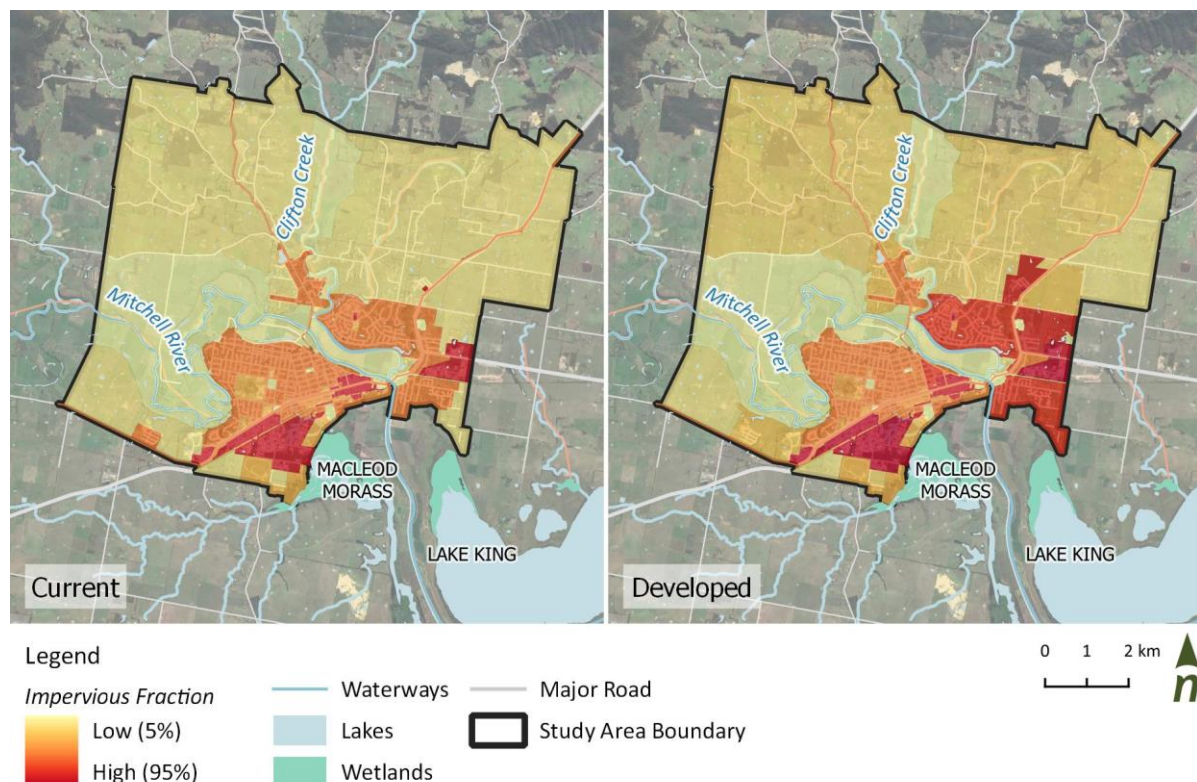 Clifton Creek
Mitchell River
MACLEOD
MORASS
LAKE KING
Current
Clifton Creek
Mitchell River
MACLEOD
MORASS
LAKE KING
Developed
Legend
Impervious Fraction
Low (5%)
High (95%)
Waterways
Lakes
Wetlands
Major Road
Study Area Boundary
0 1 2 km
n